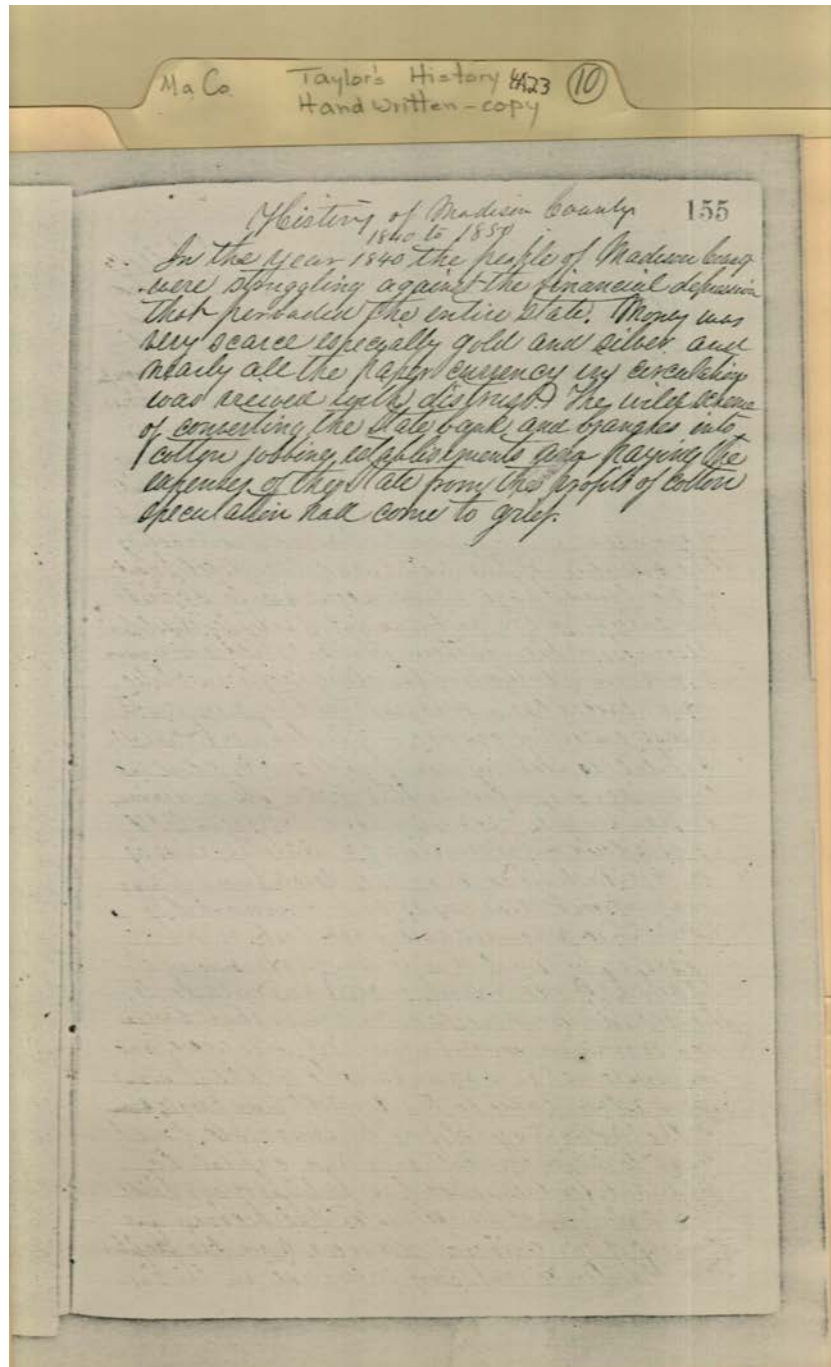 Ma Co. Taylor's History 4A23 10
Hand written - copy
155
History of Madison County
1840 to 1850
In the year 1840 the people of Madison County
were struggling against the financial depression
that pervaded the entire state. Money was
very scarce especially gold and silver and
nearly all the paper currency in circulation
was received with distrust. The wild scheme
of converting the state bank and branches into
cotton jobbing establishments and paying the
expenses of the State from the profits of cotton
speculation had come to grief.